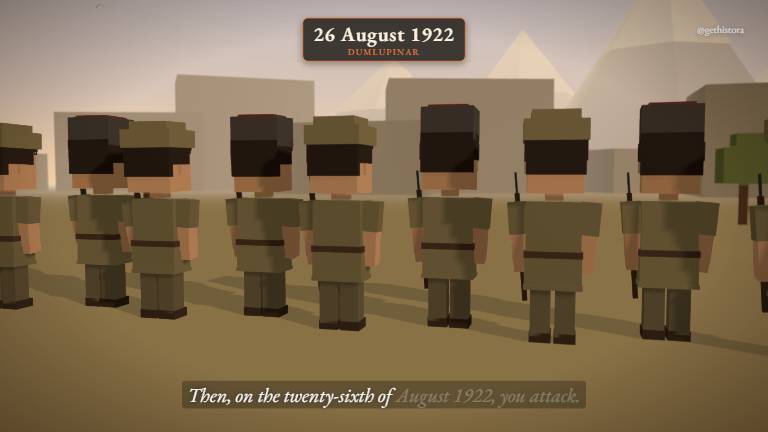 26 August 1922
DUMLUPINAR
@gethistora
Then, on the twenty-sixth of August 1922, you attack.